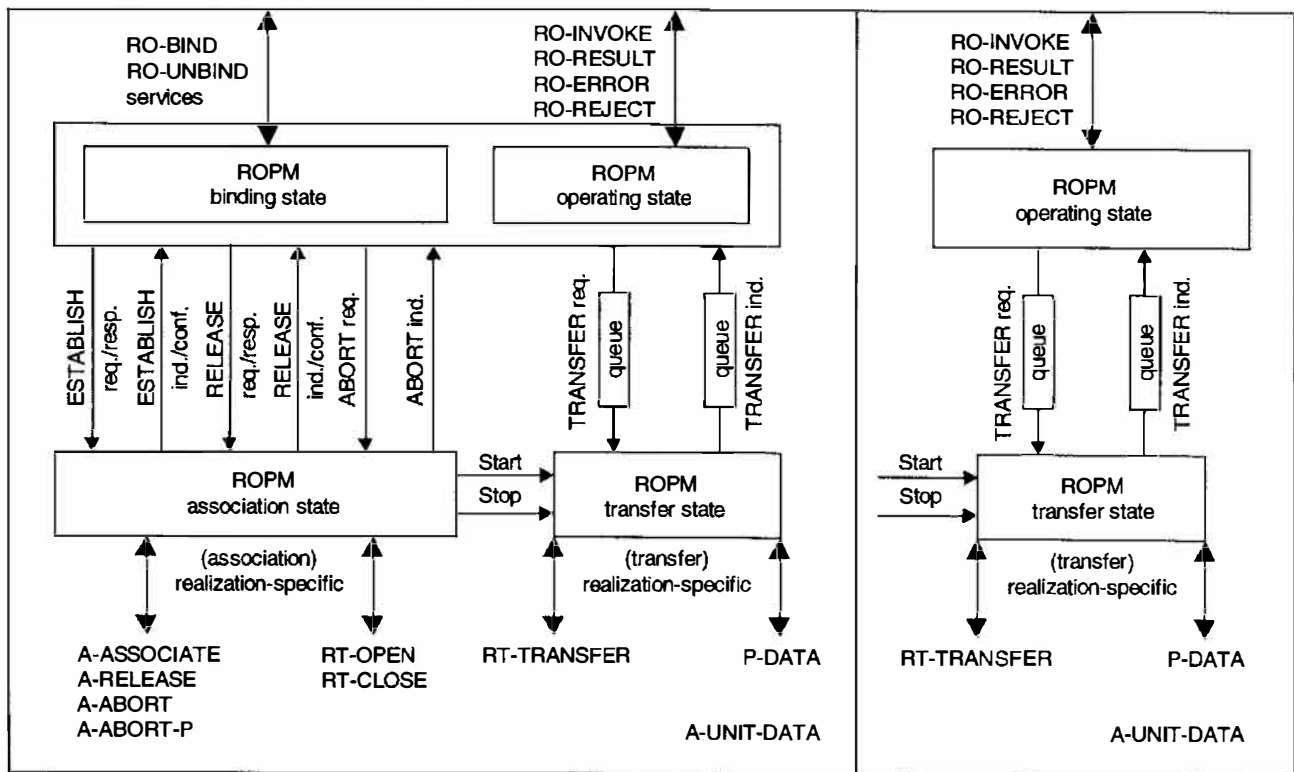 RO-BIND
RO-UNBIND
services
RO-INVOKE
RO-RESULT
RO-ERROR
RO-REJECT
ROPM
binding state
ROPM
operating state
ESTABLISH
req./resp.
ESTABLISH
ind./conf.
RELEASE
req./resp.
RELEASE
ind./conf.
ABORT req.
ABORT ind.
TRANSFER req.
queue
queue
TRANSFER ind.
ROPM
association state
Start
Stop
ROPM
transfer state
(association)
realization-specific
(transfer)
realization-specific
A-ASSOCIATE
A-RELEASE
A-ABORT
A-ABORT-P
RT-OPEN
RT-CLOSE
RT-TRANSFER
P-DATA
A-UNIT-DATA
RO-INVOKE
RO-RESULT
RO-ERROR
RO-REJECT
ROPM
operating state
TRANSFER req.
queue
queue
TRANSFER ind.
Start
Stop
ROPM
transfer state
(transfer)
realization-specific
RT-TRANSFER
P-DATA
A-UNIT-DATA